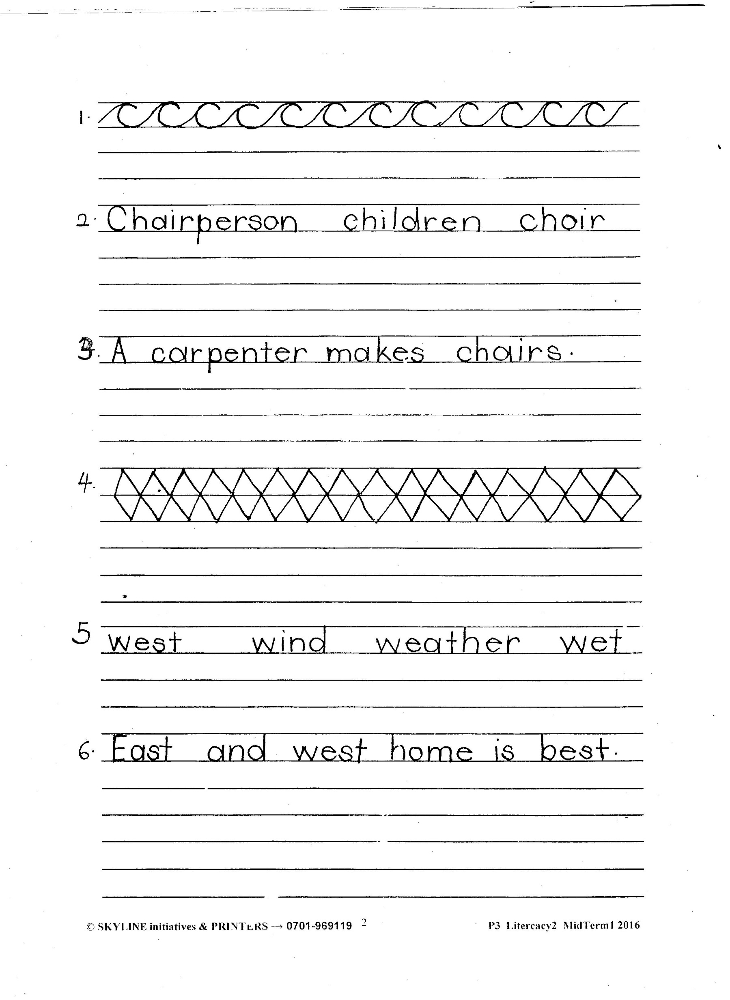 1.
2. Chairperson children choir
3. A carpenter makes chairs.
4.
5 west wind weather wet
6. East and west home is best.
© SKYLINE initiatives & PRINTERS → 0701-969119 2 P3 Litercacy2 MidTerm1 2016